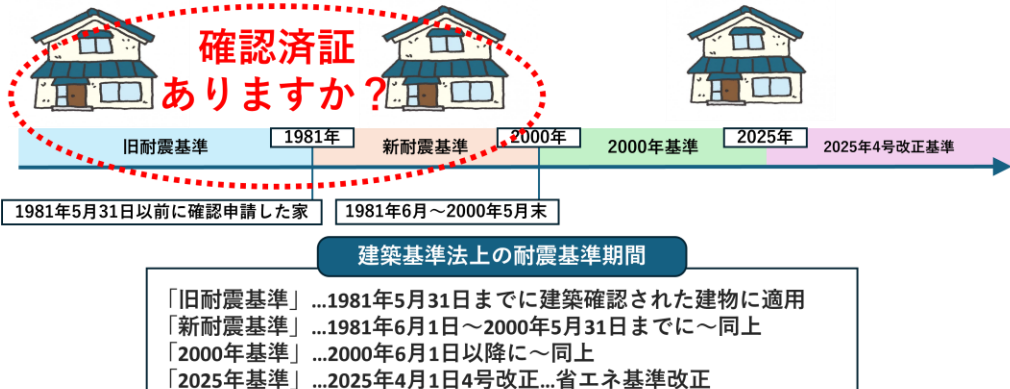 確認済証
ありますか？
旧耐震基準
1981年
新耐震基準
2000年
2000年基準
2025年
2025年4号改正基準
1981年5月31日以前に確認申請した家
1981年6月～2000年5月末
建築基準法上の耐震基準期間
「旧耐震基準」…1981年5月31日までに建築確認された建物に適用
「新耐震基準」…1981年6月1日～2000年5月31日までに～同上
「2000年基準」…2000年6月1日以降に～同上
「2025年基準」…2025年4月1日4号改正…省エネ基準改正